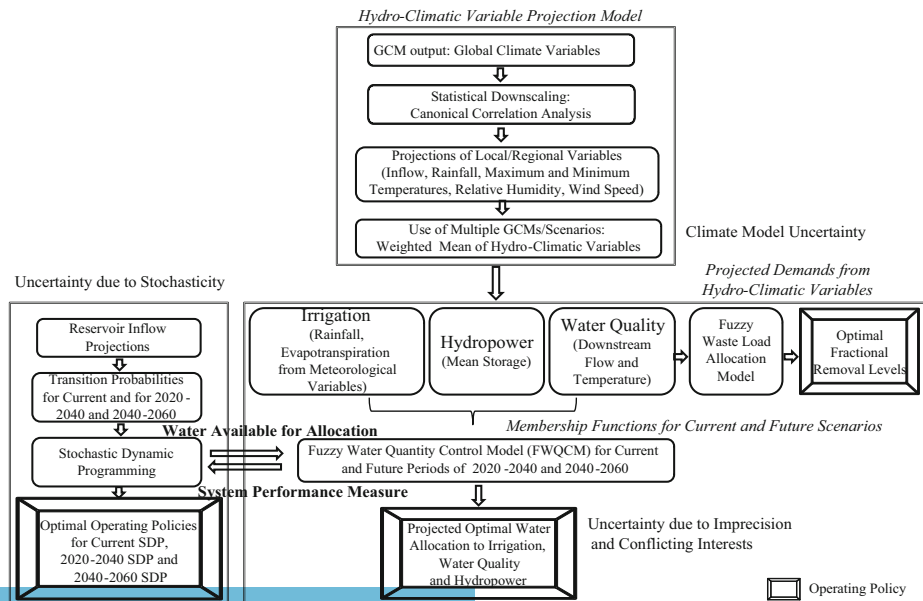 Hydro-Climatic Variable Projection Model
GCM output: Global Climate Variables
Statistical Downscaling:
Canonical Correlation Analysis
Projections of Local/Regional Variables
(Inflow, Rainfall, Maximum and Minimum
Temperatures, Relative Humidity, Wind Speed)
Use of Multiple GCMs/Scenarios:
Weighted Mean of Hydro-Climatic Variables
Climate Model Uncertainty
Uncertainty due to Stochasticity
Projected Demands from
Hydro-Climatic Variables
Reservoir Inflow
Projections
Transition Probabilities
for Current and for 2020-
2040 and 2040-2060
Stochastic Dynamic
Programming
Optimal Operating Policies
for Current SDP,
2020-2040 SDP and
2040-2060 SDP
Irrigation
(Rainfall,
Evapotranspiration
from Meteorological
Variables)
Hydropower
(Mean Storage)
Water Quality
(Downstream
Flow and
Temperature)
Fuzzy
Waste Load
Allocation
Model
Optimal
Fractional
Removal Levels
Membership Functions for Current and Future Scenarios
Water Available for Allocation
System Performance Measure
Fuzzy Water Quantity Control Model (FWQCM) for Current
and Future Periods of 2020-2040 and 2040-2060
Projected Optimal Water
Allocation to Irrigation,
Water Quality
and Hydropower
Uncertainty due to Imprecision
and Conflicting Interests
Operating Policy